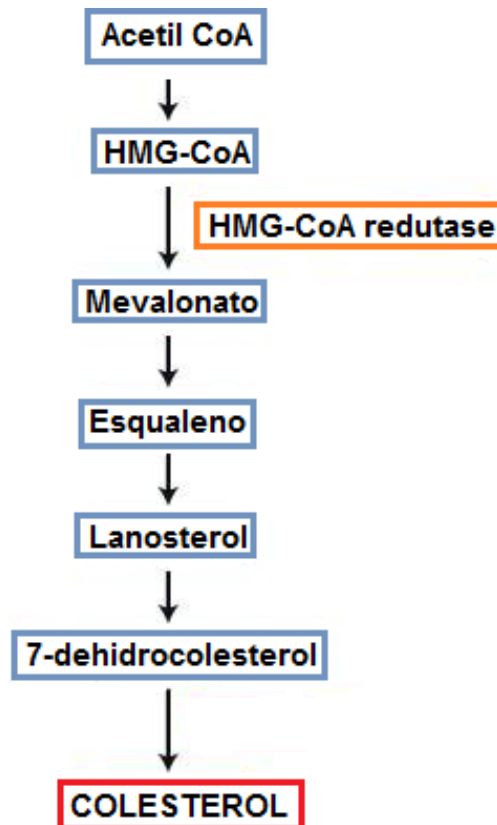 Acetil CoA
HMG-CoA
HMG-CoA redutase
Mevalonato
Esqualeno
Lanosterol
7-dehidrocolesterol
COLESTEROL